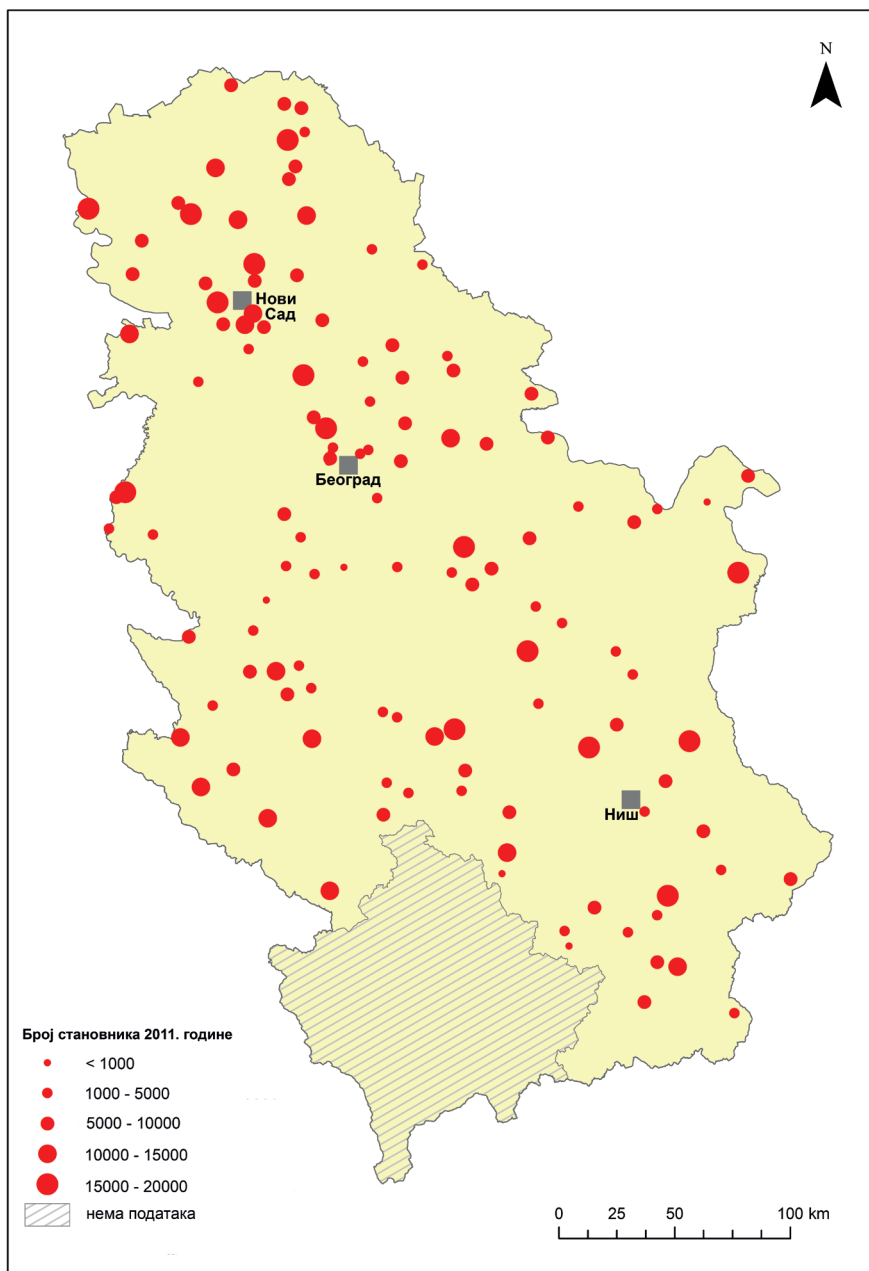 N
Нови
Сад
Београд
Ниш
Број становника 2011. године
< 1000
1000 - 5000
5000 - 10000
10000 - 15000
15000 - 20000
нема података
0 25 50 100 km